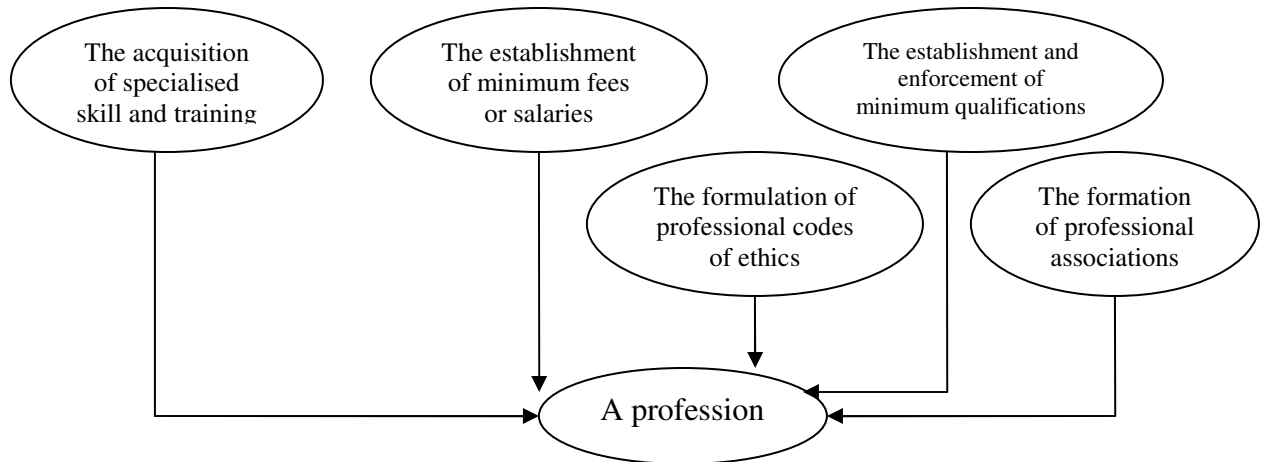 The acquisition
of specialised
skill and training
The establishment
of minimum fees
or salaries
The establishment and
enforcement of
minimum qualifications
The formulation of
professional codes
of ethics
The formation
of professional
associations
A profession